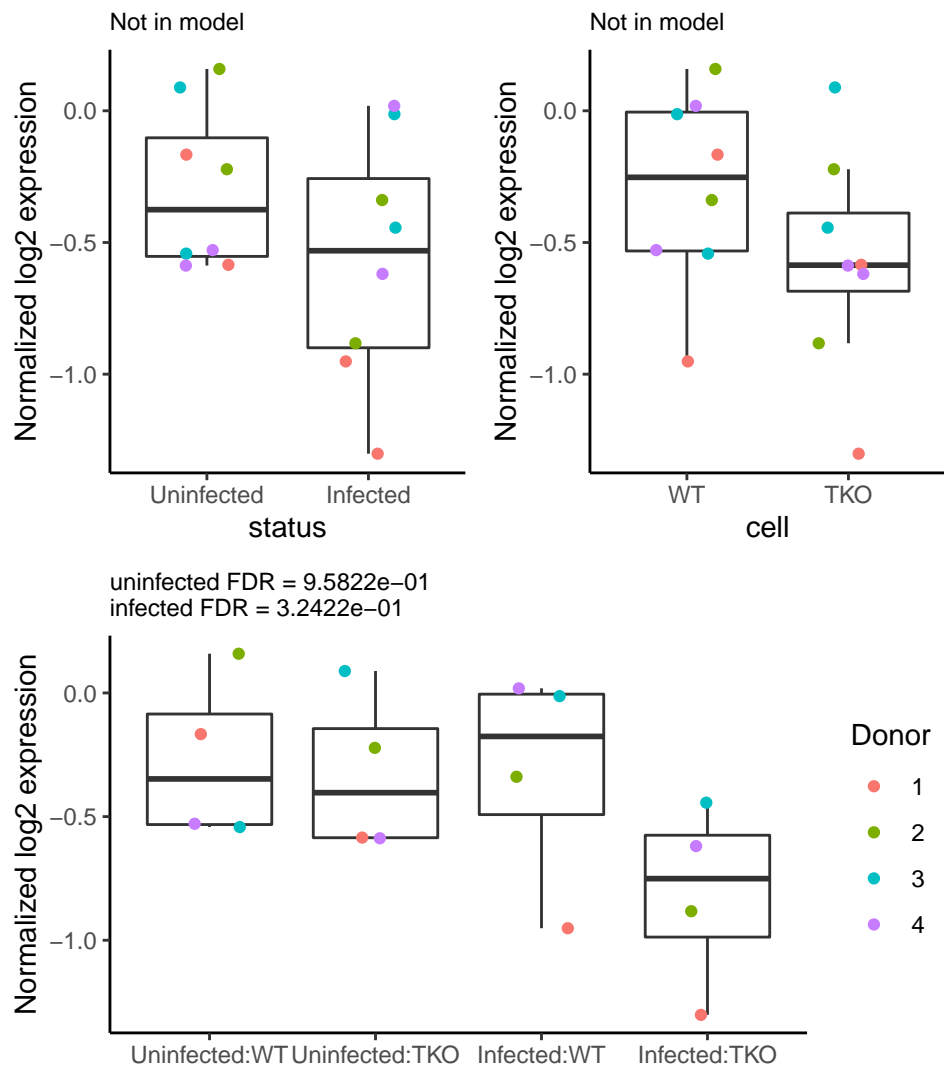 Not in model
Normalized log2 expression
0.0
−0.5
−1.0
Uninfected Infected
status
Not in model
Normalized log2 expression
0.0
−0.5
−1.0
WT TKO
cell
uninfected FDR = 9.5822e−01
infected FDR = 3.2422e−01
Normalized log2 expression
0.0
−0.5
−1.0
Uninfected:WT Uninfected:TKO Infected:WT Infected:TKO
Donor
1
2
3
4